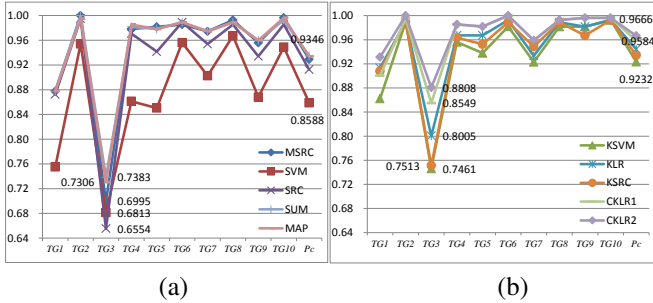 1.00
0.96
0.92
0.88
0.84
0.80
0.76
0.72
0.68
0.64
0.9346
0.8588
0.7306
0.7383
0.6995
0.6813
0.6554
MSRC
SVM
SRC
SUM
MAP
TG1 TG2 TG3 TG4 TG5 TG6 TG7 TG8 TG9 TG10 Pc
(a)
1.00
0.96
0.92
0.88
0.84
0.80
0.76
0.72
0.68
0.64
0.9666
0.9584
0.9232
0.8808
0.8549
0.8005
0.7513
0.7461
KSVM
KLR
KSRC
CKLR1
CKLR2
TG1 TG2 TG3 TG4 TG5 TG6 TG7 TG8 TG9 TG10 Pc
(b)